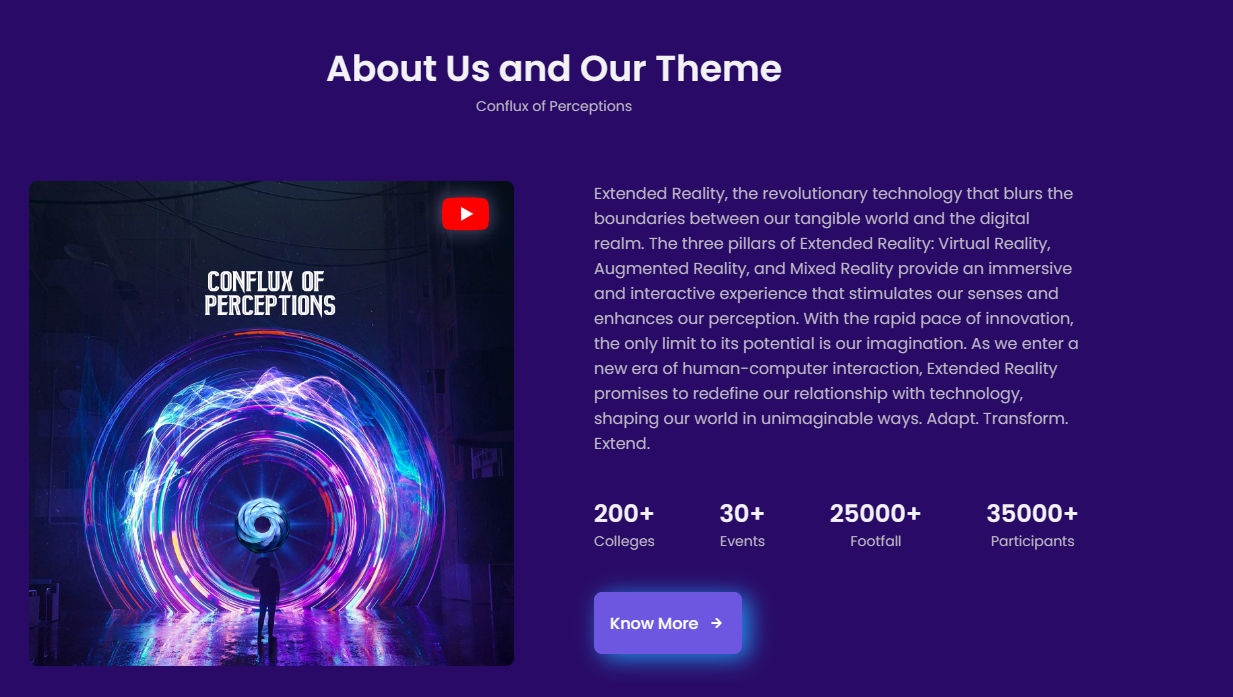 About Us and Our Theme
Conflux of Perceptions
CONFLUX OF
PERCEPTIONS
Extended Reality, the revolutionary technology that blurs the
boundaries between our tangible world and the digital
realm. The three pillars of Extended Reality: Virtual Reality,
Augmented Reality, and Mixed Reality provide an immersive
and interactive experience that stimulates our senses and
enhances our perception. With the rapid pace of innovation,
the only limit to its potential is our imagination. As we enter a
new era of human-computer interaction, Extended Reality
promises to redefine our relationship with technology,
shaping our world in unimaginable ways. Adapt. Transform.
Extend.
200+ 30+ 25000+ 35000+
Colleges Events Footfall Participants
Know More →